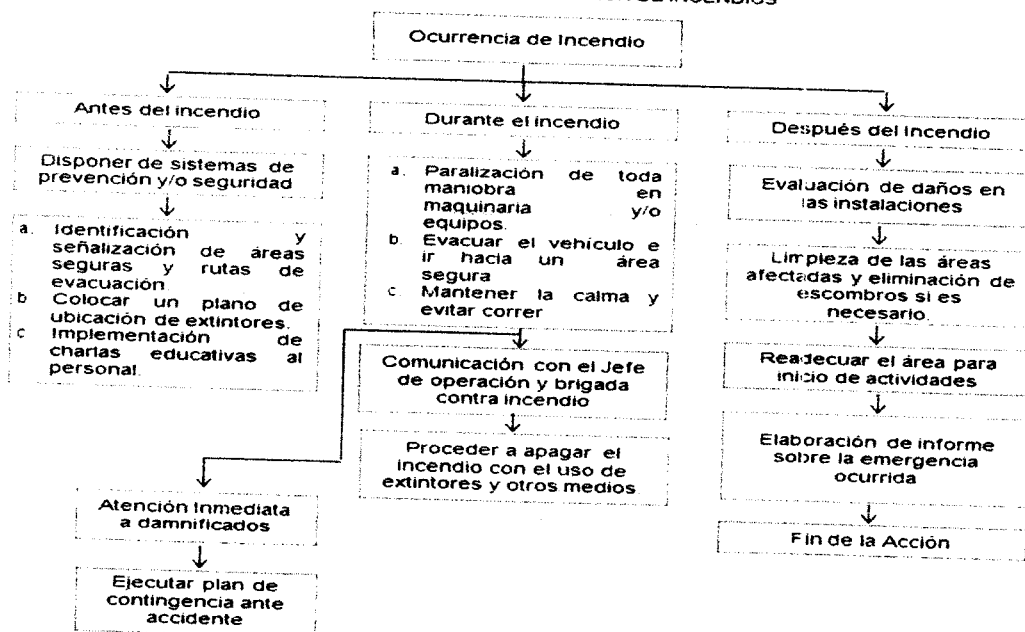 DE INCENDIOS
Ocurrencia de Incendio
Antes del incendio
Disponer de sistemas de
prevención y/o seguridad
a. Identificación y
señalización de áreas
seguras y rutas de
evacuación.
b Colocar un plano de
ubicación de extintores.
c Implementación de
charlas educativas al
personal.
Durante el incendio
a. Paralización de toda
maniobra en
maquinaria y/o
equipos.
b. Evacuar el vehículo e
ir hacia un área
segura
c. Mantener la calma y
evitar correr
Comunicación con el Jefe
de operación y brigada
contra incendio
Proceder a apagar el
incendio con el uso de
extintores y otros medios
Atención Inmediata
a damnificados
Ejecutar plan de
contingencia ante
accidente
Después del Incendio
Evaluación de daños en
las instalaciones
Limpieza de las áreas
afectadas y eliminación de
escombros si es
necesario.
Readecuar el área para
inicio de actividades
Elaboración de informe
sobre la emergencia
ocurrida
Fin de la Acción